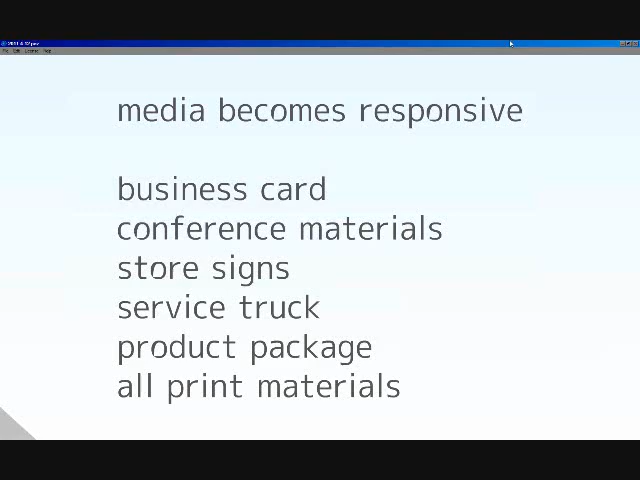 media becomes responsive
business card
conference materials
store signs
service truck
product package
all print materials